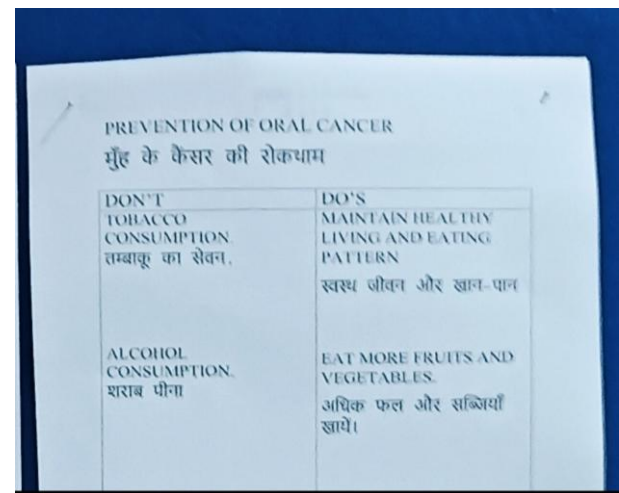 PREVENTION OF ORAL CANCER
मुँह के कैंसर की रोकथाम
DON'T
TOBACCO
CONSUMPTION.
तम्बाकू का सेवन.
ALCOHOL
CONSUMPTION.
शराब पीना
DO'S
MAINTAIN HEALTHY
LIVING AND EATING
PATTERN
स्वस्थ जीवन और खान-पान
EAT MORE FRUITS AND
VEGETABLES.
अधिक फल और सब्जियाँ
खायें।